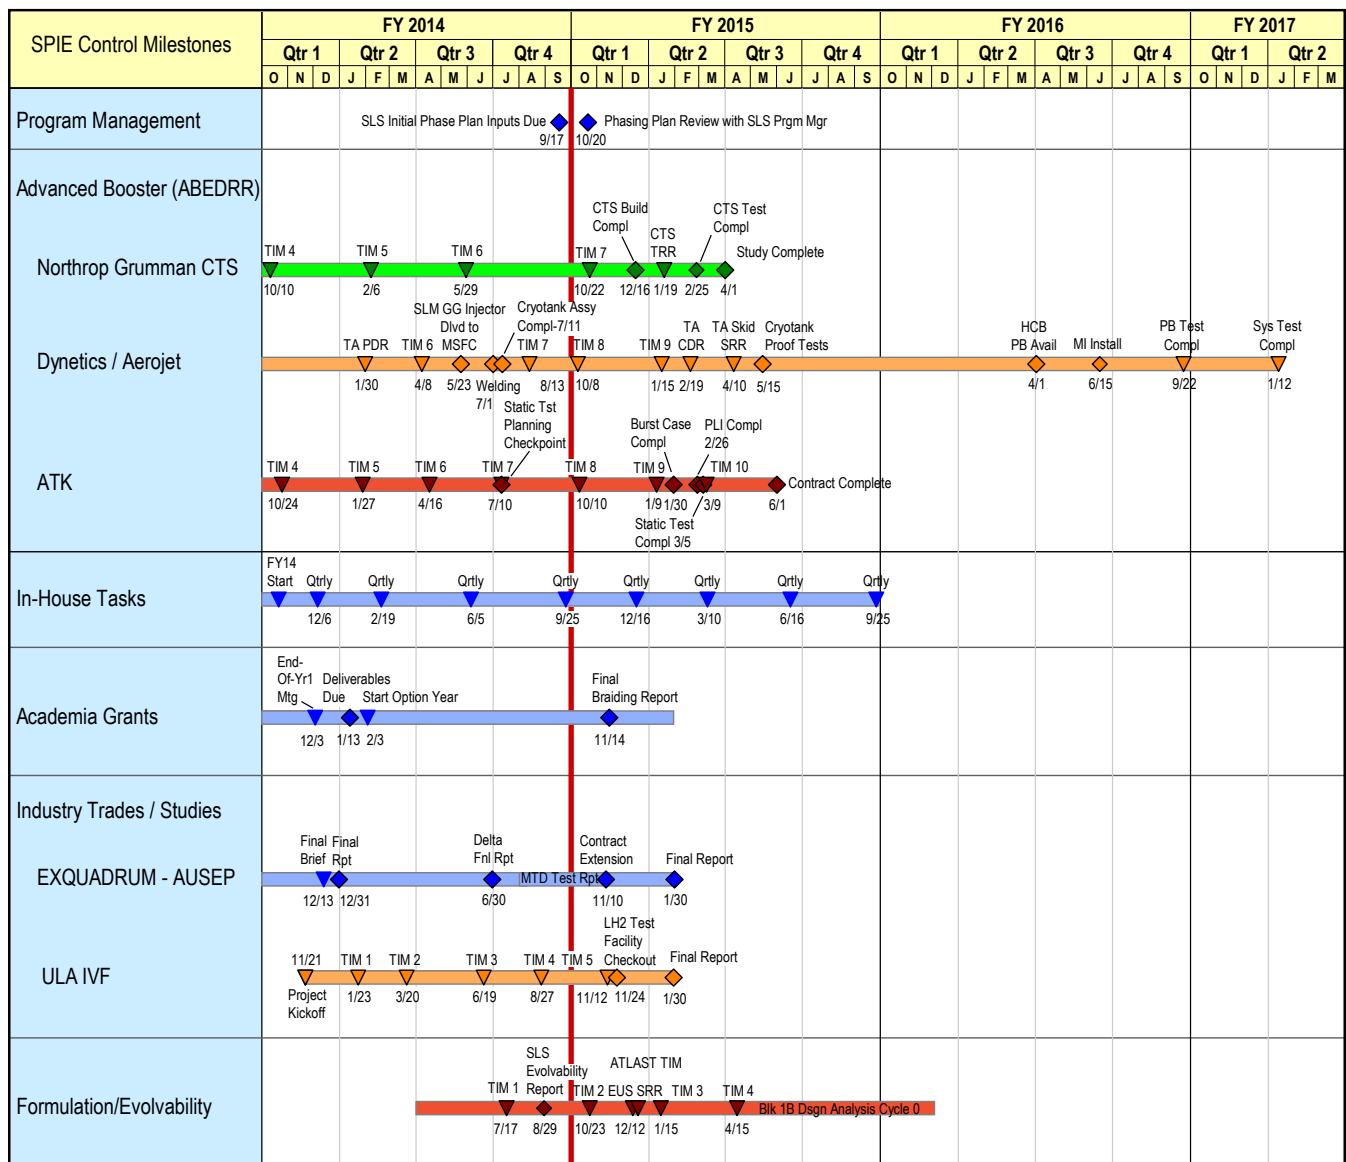 SPIE Control Milestones
FY 2014
FY 2015
FY 2016
FY 2017
Qtr 1
Qtr 2
Qtr 3
Qtr 4
Qtr 1
Qtr 2
Qtr 3
Qtr 4
Qtr 1
Qtr 2
Qtr 3
Qtr 4
Qtr 1
Qtr 2
O N D J F M A M J J A S O N D J F M A M J J A S O N D J F M A M J J A S O N D J F M
Program Management
SLS Initial Phase Plan Inputs Due
9/17
Phasing Plan Review with SLS Prgm Mgr
10/20
Advanced Booster (ABEDRR)
Northrop Grumman CTS
TIM 4
10/10
TIM 5
2/6
TIM 6
5/29
TIM 7
10/22
CTS Build
Compl
12/16
CTS
TRR
1/19
CTS Test
Compl
2/25
Study Complete
4/1
Dynetics / Aerojet
TA PDR
1/30
TIM 6
4/8
SLM GG Injector
Dlvd to
MSFC
5/23
Welding
7/1
Cryotank Assy
Compl-7/11
TIM 7
8/13
TIM 8
10/8
TIM 9
1/15
TA
CDR
2/19
TA Skid
SRR
4/10
Cryotank
Proof Tests
5/15
HCB
PB Avail
4/1
MI Install
6/15
PB Test
Compl
9/22
Sys Test
Compl
1/12
ATK
TIM 4
10/24
TIM 5
1/27
TIM 6
4/16
TIM 7
7/10
Static Tst
Planning
Checkpoint
TIM 8
10/10
TIM 9
1/9
Burst Case
Compl
1/30
PLI Compl
2/26
Static Test
Compl 3/5
TIM 10
3/9
Contract Complete
6/1
In-House Tasks
FY14
Start
Qtrly
12/6
Qrtly
2/19
Qrtly
6/5
Qrtly
9/25
Qrtly
12/16
Qrtly
3/10
Qrtly
6/16
Qrtly
9/25
Academia Grants
End-
Of-Yr1
Mtg
12/3
Deliverables
Due
1/13
Start Option Year
2/3
Final
Braiding Report
11/14
Industry Trades / Studies
EXQUADRUM - AUSEP
Final
Brief
12/13
Final
Rpt
12/31
Delta
Fnl Rpt
6/30
MTD Test Rpt
Contract
Extension
11/10
Final Report
1/30
ULA IVF
11/21
Project
Kickoff
TIM 1
1/23
TIM 2
3/20
TIM 3
6/19
TIM 4
8/27
TIM 5
11/12
LH2 Test
Facility
Checkout
11/24
Final Report
1/30
Formulation/Evolvability
TIM 1
7/17
SLS
Evolvability
Report
8/29
TIM 2
10/23
EUS SRR
12/12
ATLAST TIM
TIM 3
1/15
TIM 4
4/15
Blk 1B Dsgn Analysis Cycle 0